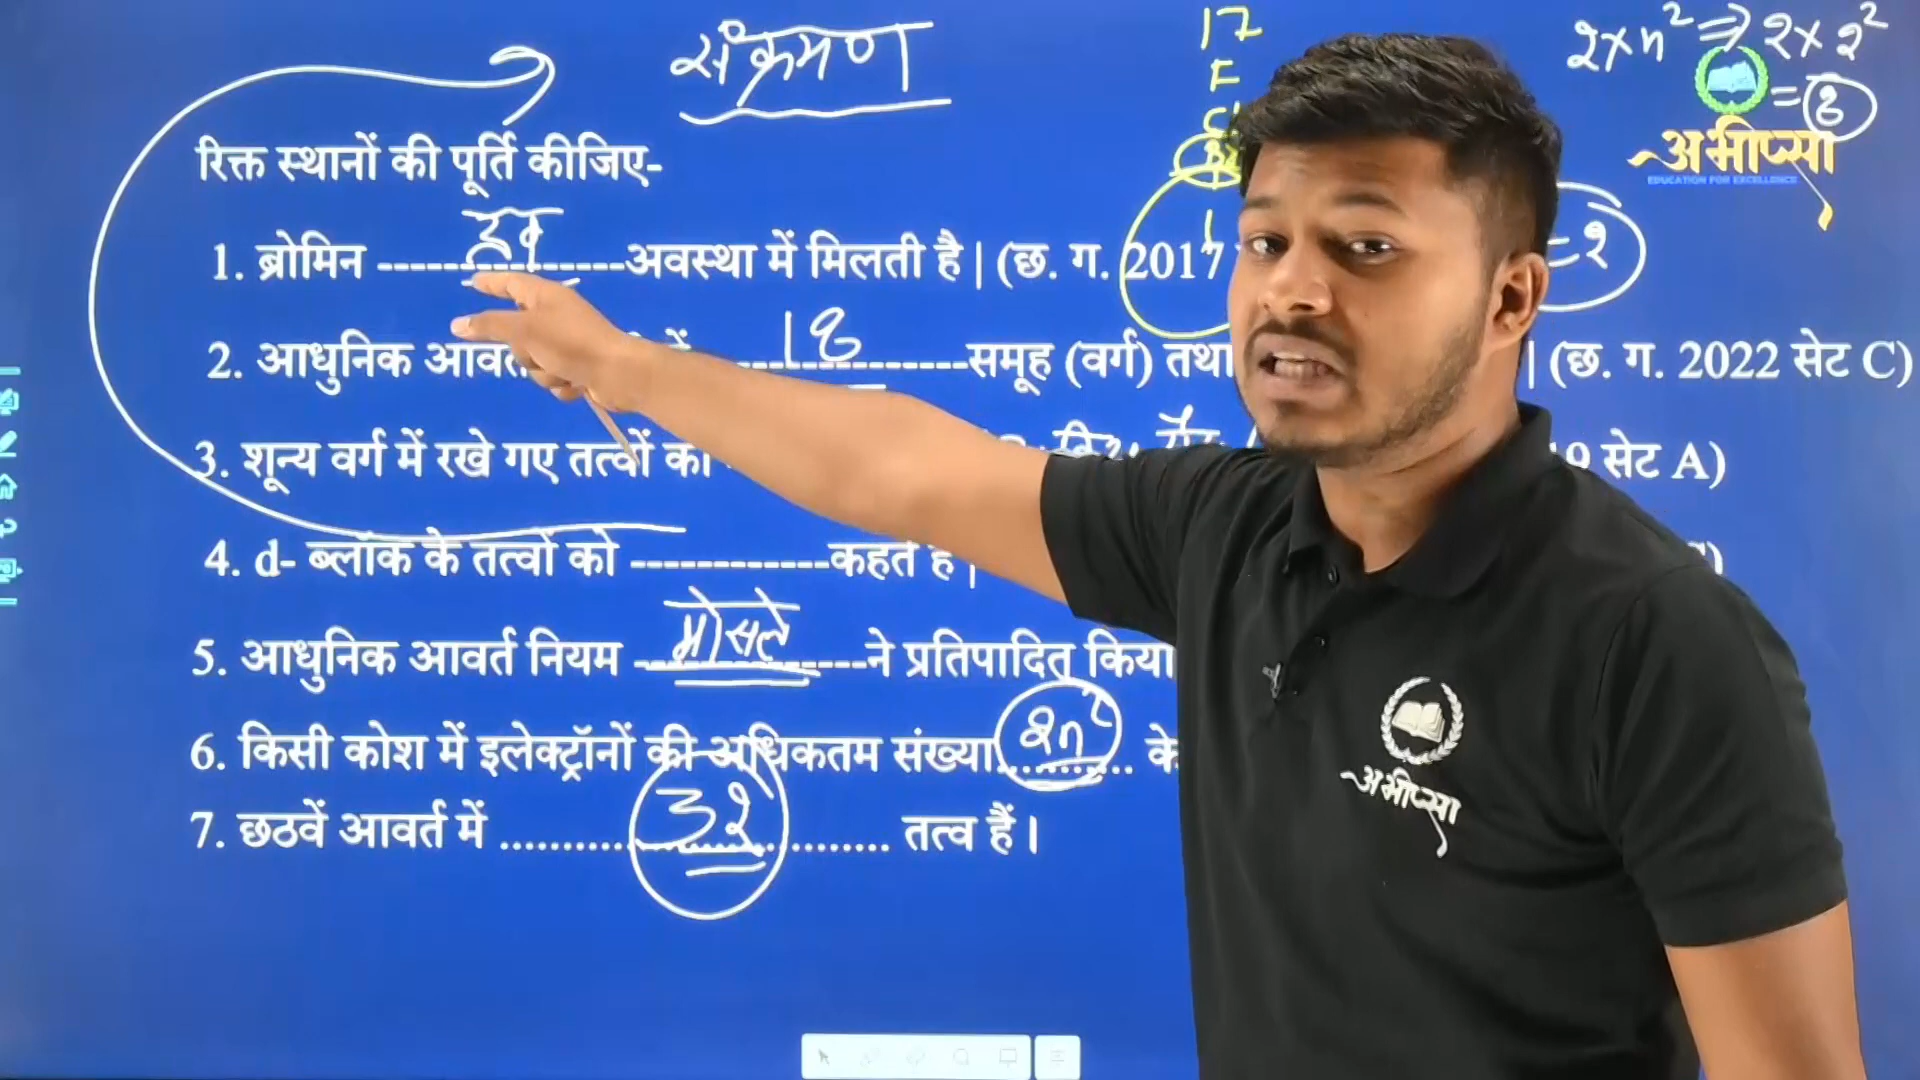 संक्रमण
17
F
2×n² ⇒ 2×2²
= 8
अभीप्सा
EDUCATION FOR EXCELLENCE
रिक्त स्थानों की पूर्ति कीजिए-
1. ब्रोमिन ---------------अवस्था में मिलती है | (छ. ग. 2017
द्रव
=2
2. आधुनिक समूह (वर्ग) तथा | (छ. ग. 2022 सेट C)
18
3. शून्य वर्ग में रखे गए तत्वों को सेट A)
4. d- ब्लॉक के तत्वों को ------------कहते है |
5. आधुनिक आवर्त नियम --------------ने प्रतिपादित किया
मोसले
6. किसी कोश में इलेक्ट्रॉनों की अधिकतम संख्या............ के
2n²
7. छठवें आवर्त में ................................ तत्व हैं।
32
अभीप्सा